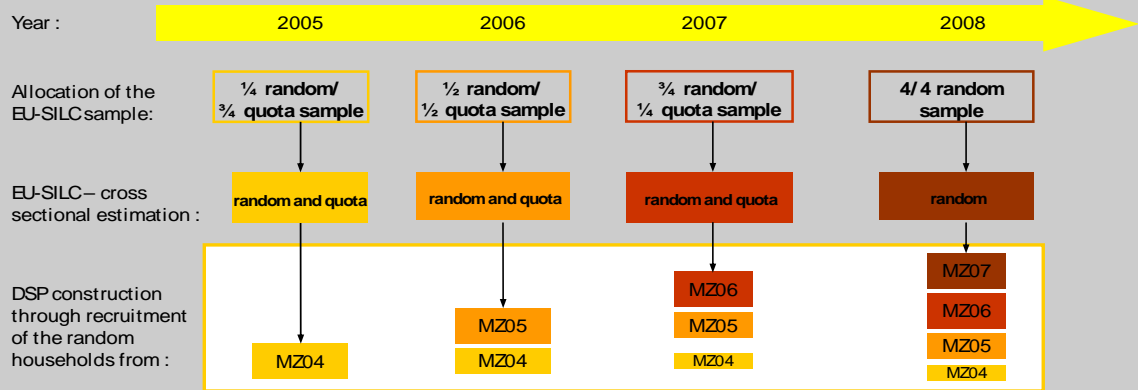 Year : 2005 2006 2007 2008
Allocation of the
EU-SILC sample:
¼ random/
¾ quota sample
½ random/
½ quota sample
¾ random/
¼ quota sample
4/4 random
sample
EU-SILC – cross
sectional estimation :
random and quota
random and quota
random and quota
random
DSP construction
through recruitment
of the random
households from :
MZ04
MZ05
MZ04
MZ06
MZ05
MZ04
MZ07
MZ06
MZ05
MZ04